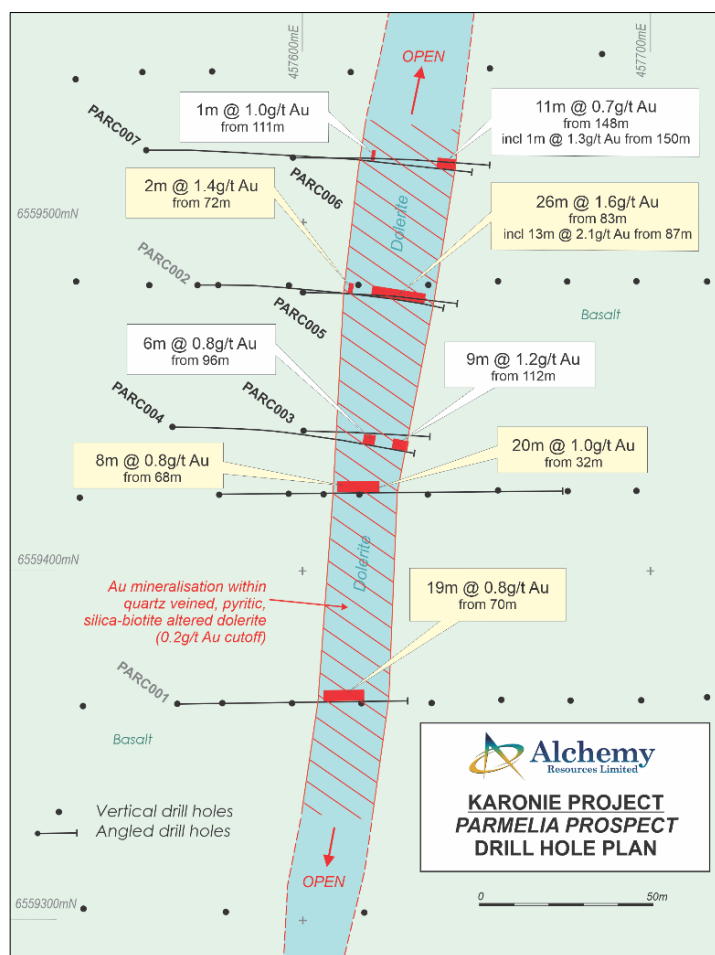 457600mE
457700mE
OPEN
1m @ 1.0g/t Au
from 111m
11m @ 0.7g/t Au
from 148m
incl 1m @ 1.3g/t Au from 150m
PARC007
PARC006
2m @ 1.4g/t Au
from 72m
26m @ 1.6g/t Au
from 83m
incl 13m @ 2.1g/t Au from 87m
6559500mN
Dolerite
PARC002
PARC005
Basalt
6m @ 0.8g/t Au
from 96m
9m @ 1.2g/t Au
from 112m
PARC003
PARC004
8m @ 0.8g/t Au
from 68m
20m @ 1.0g/t Au
from 32m
6559400mN
Dolerite
Au mineralisation within
quartz veined, pyritic,
silica-biotite altered dolerite
(0.2g/t Au cutoff)
19m @ 0.8g/t Au
from 70m
PARC001
Basalt
Alchemy
Resources Limited
KARONIE PROJECT
PARMELIA PROSPECT
DRILL HOLE PLAN
Vertical drill holes
Angled drill holes
OPEN
0 50m
6559300mN